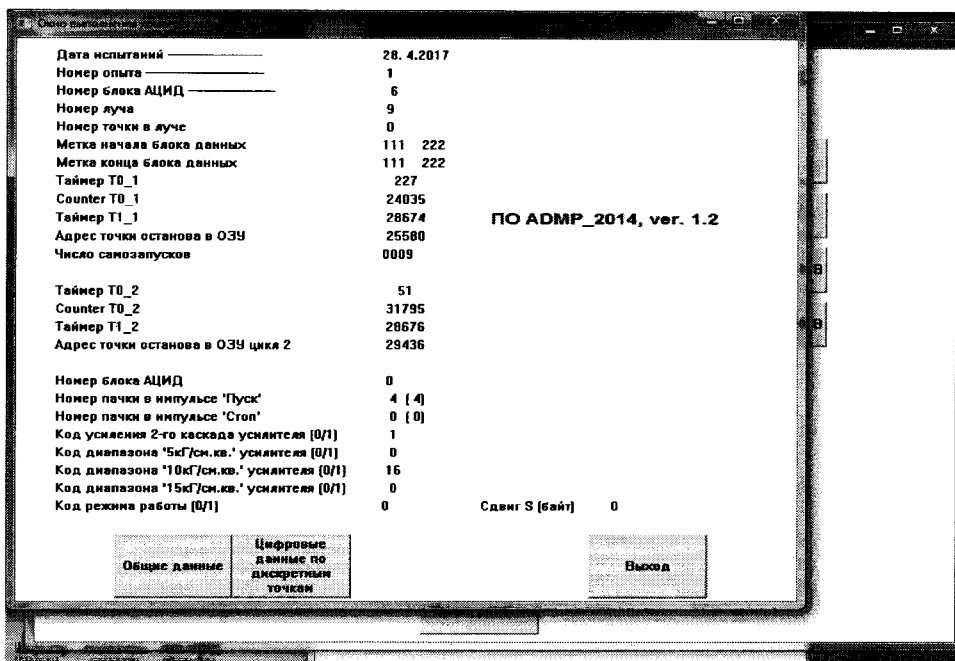 Окно выполнения
Дата испытаний 28. 4.2017
Номер опыта 1
Номер блока АЦИД 6
Номер луча 9
Номер точки в луче 0
Метка начала блока данных 111 222
Метка конца блока данных 111 222
Таймер T0_1 227
Counter T0_1 24035
Таймер T1_1 28674
ПО ADMP_2014, ver. 1.2
Адрес точки останова в ОЗУ 25580
Число самозапусков 0009
Таймер T0_2 51
Counter T0_2 31795
Таймер T1_2 28676
Адрес точки останова в ОЗУ цикл 2 29436
Номер блока АЦИД 0
Номер пачки в импульсе 'Пуск' 4 ( 4)
Номер пачки в импульсе 'Стоп' 0 ( 0)
Код усиления 2-го каскада усилителя (0/1) 1
Код диапазона '5кГ/см.кв.' усилителя (0/1) 0
Код диапазона '10кГ/см.кв.' усилителя (0/1) 16
Код диапазона '15кГ/см.кв.' усилителя (0/1) 0
Код режима работы (0/1) 0 Сдвиг S (байт) 0
Общие данные
Цифровые
данные по
дискретным
точкам
Выход
В
В